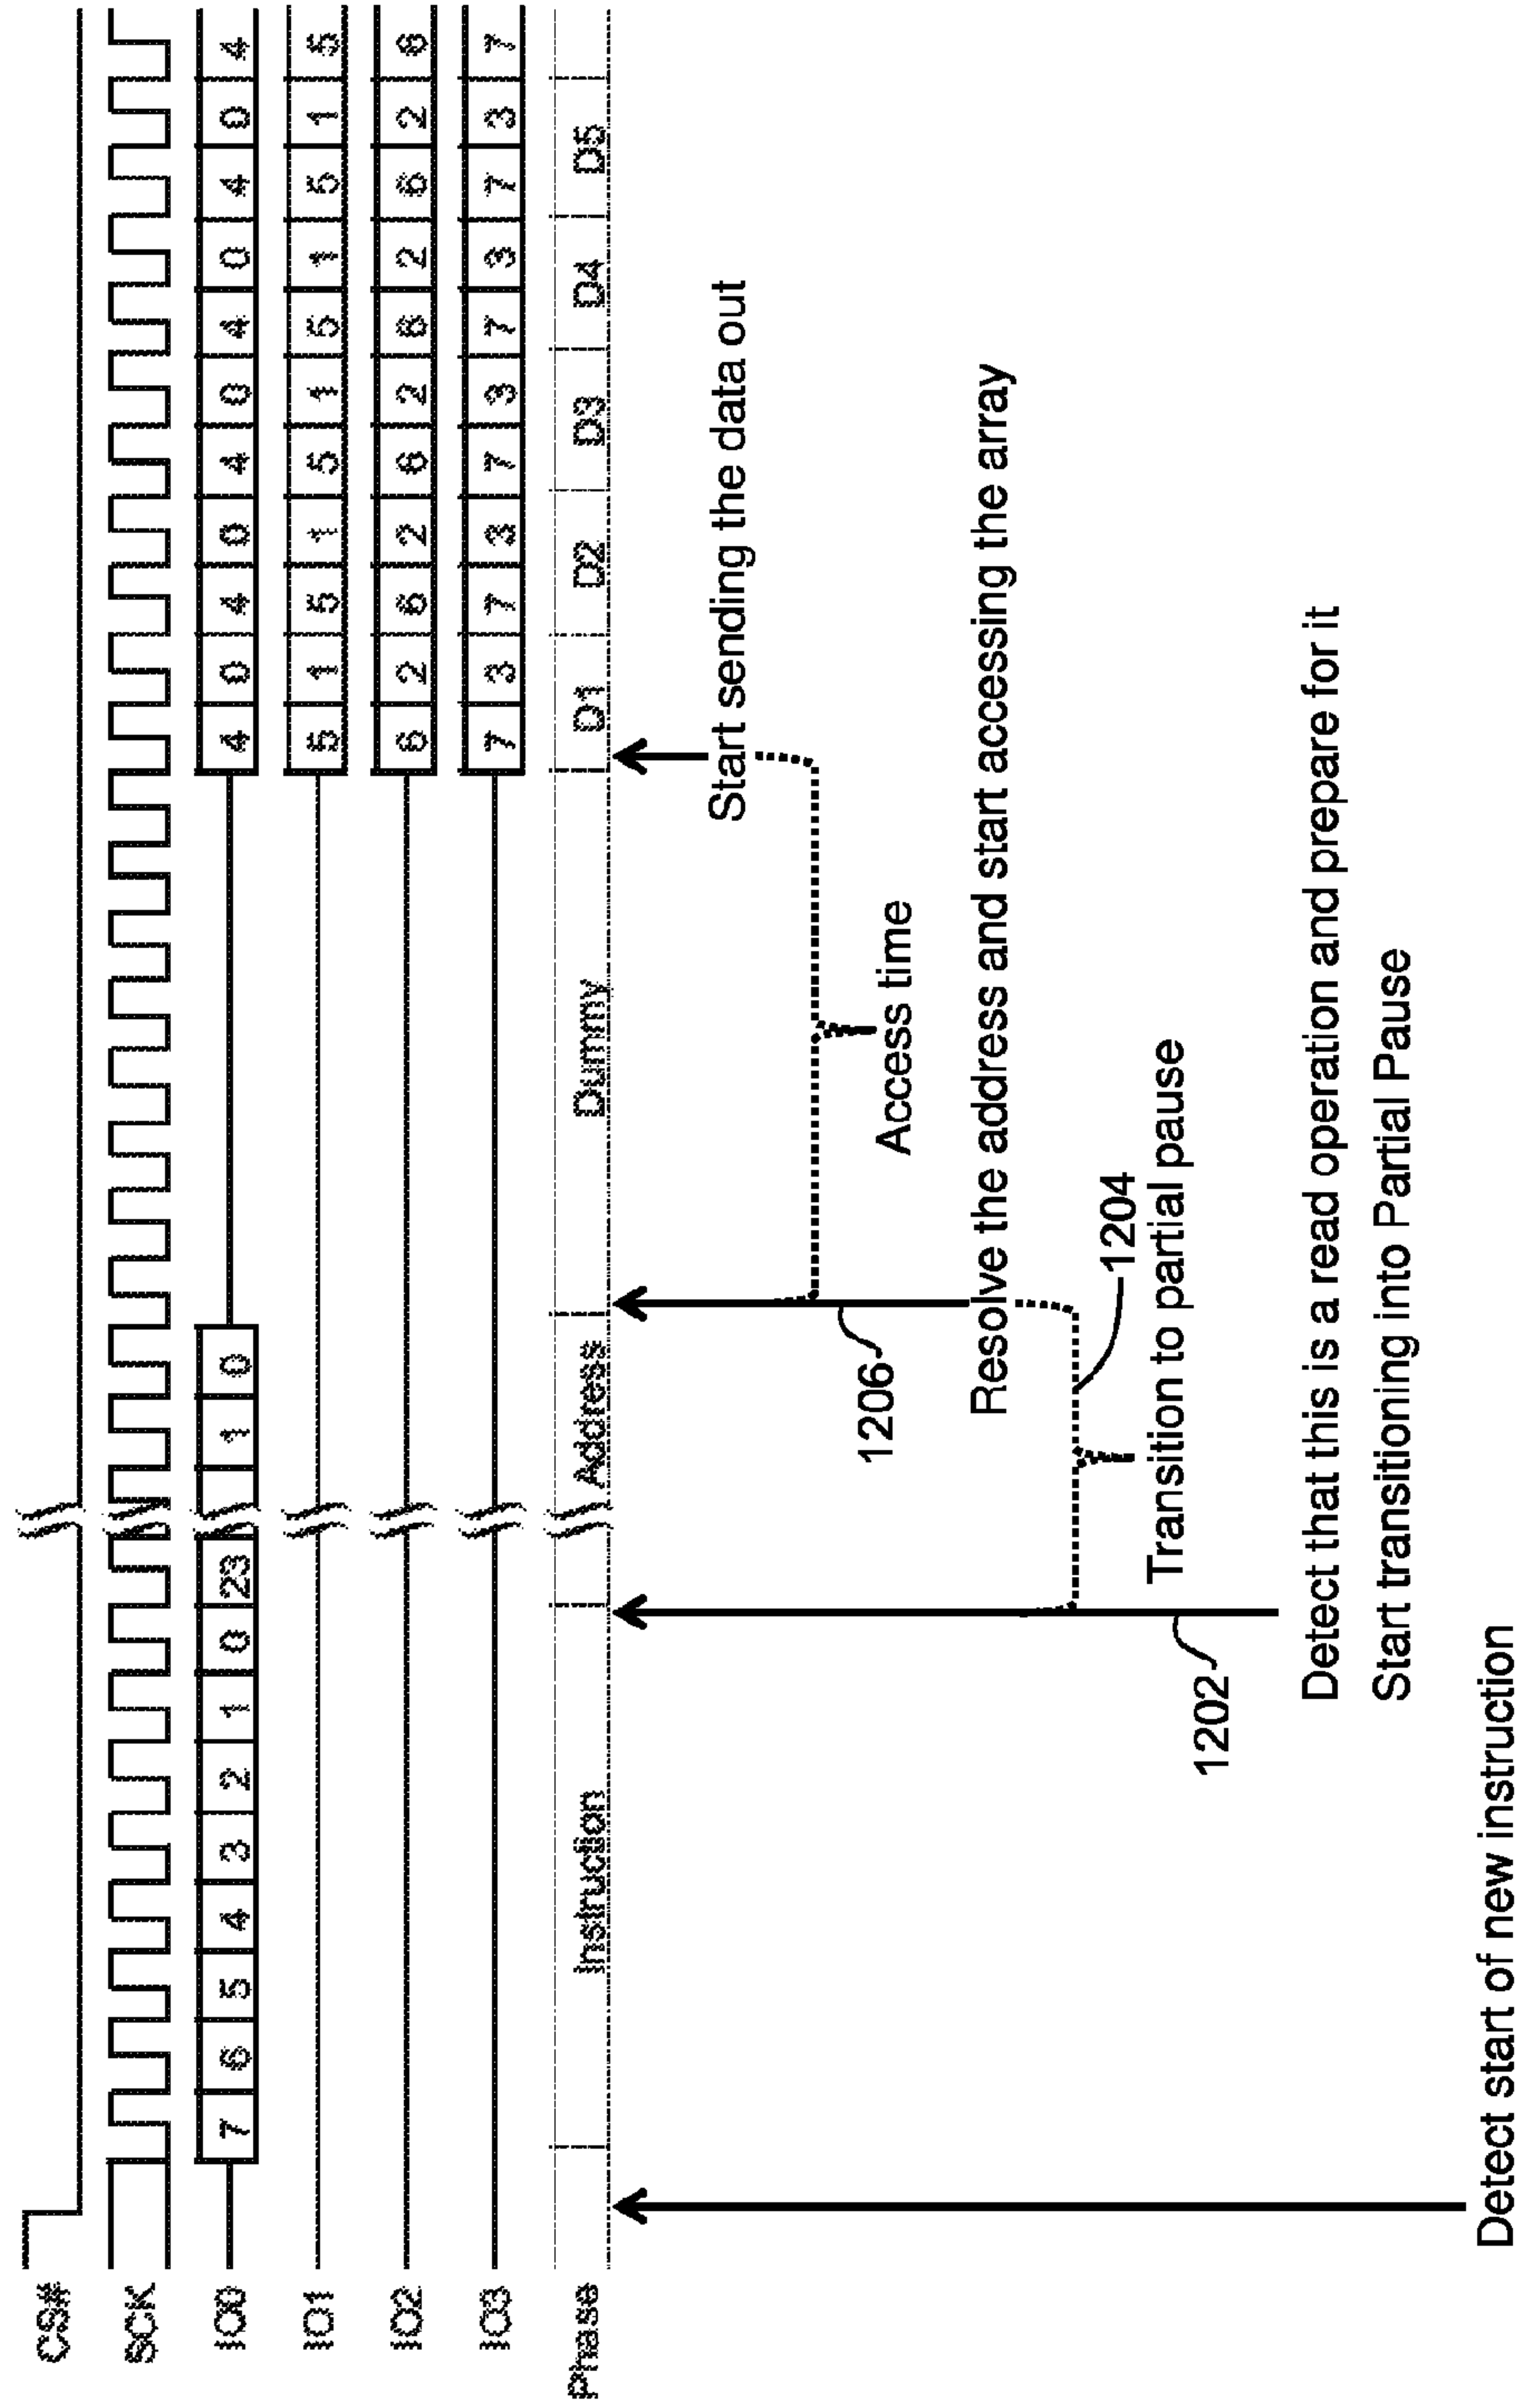 CS#
SCK
IO0 7 6 5 4 3 2 1 0 23 1 0 4 0 4 0 4 0 4 0 4 0 4
IO1 5 1 5 1 5 1 5 1 5 1 5
IO2 6 2 6 2 6 2 6 2 6 2 6
IO3 7 3 7 3 7 3 7 3 7 3 7
Phase Instruction Address Dummy D1 D2 D3 D4 D5
Start sending the data out
Access time
1206
Resolve the address and start accessing the array
1204
Transition to partial pause
1202
Detect that this is a read operation and prepare for it
Start transitioning into Partial Pause
Detect start of new instruction